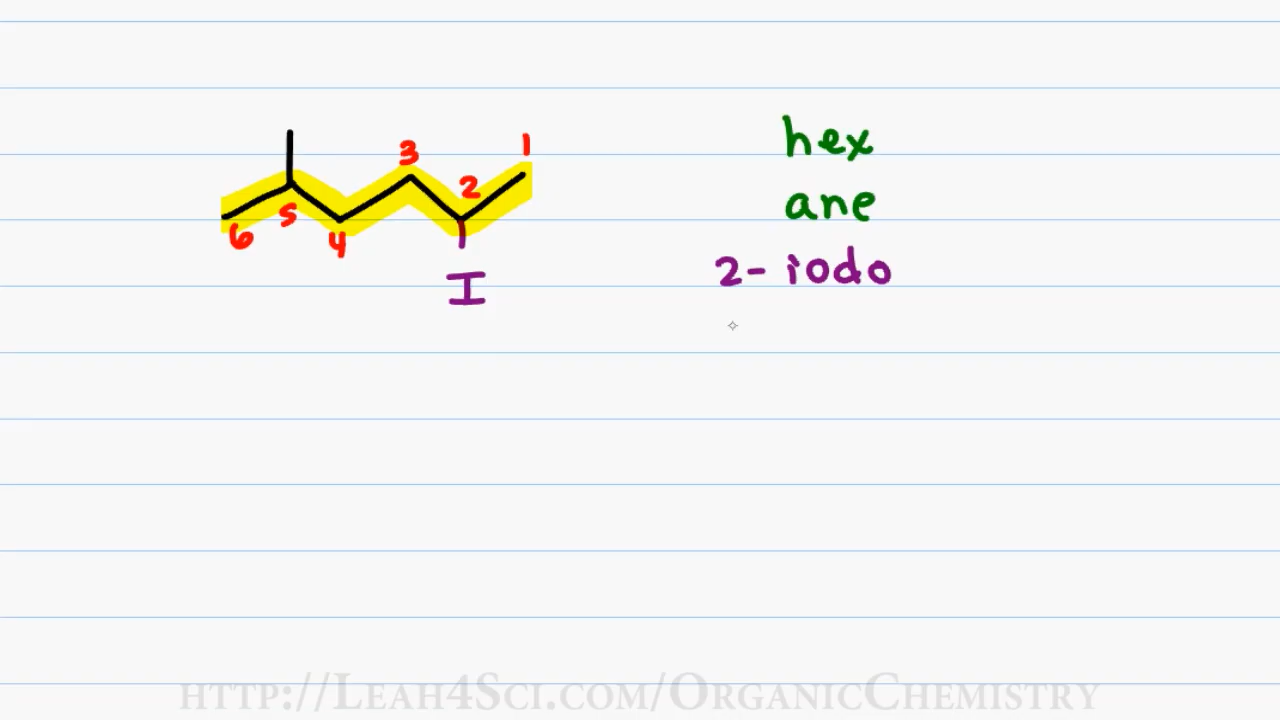 3 1
2
6 5 4
I
hex
ane
2- iodo
HTTP://LEAH4SCI.COM/ORGANICCHEMISTRY